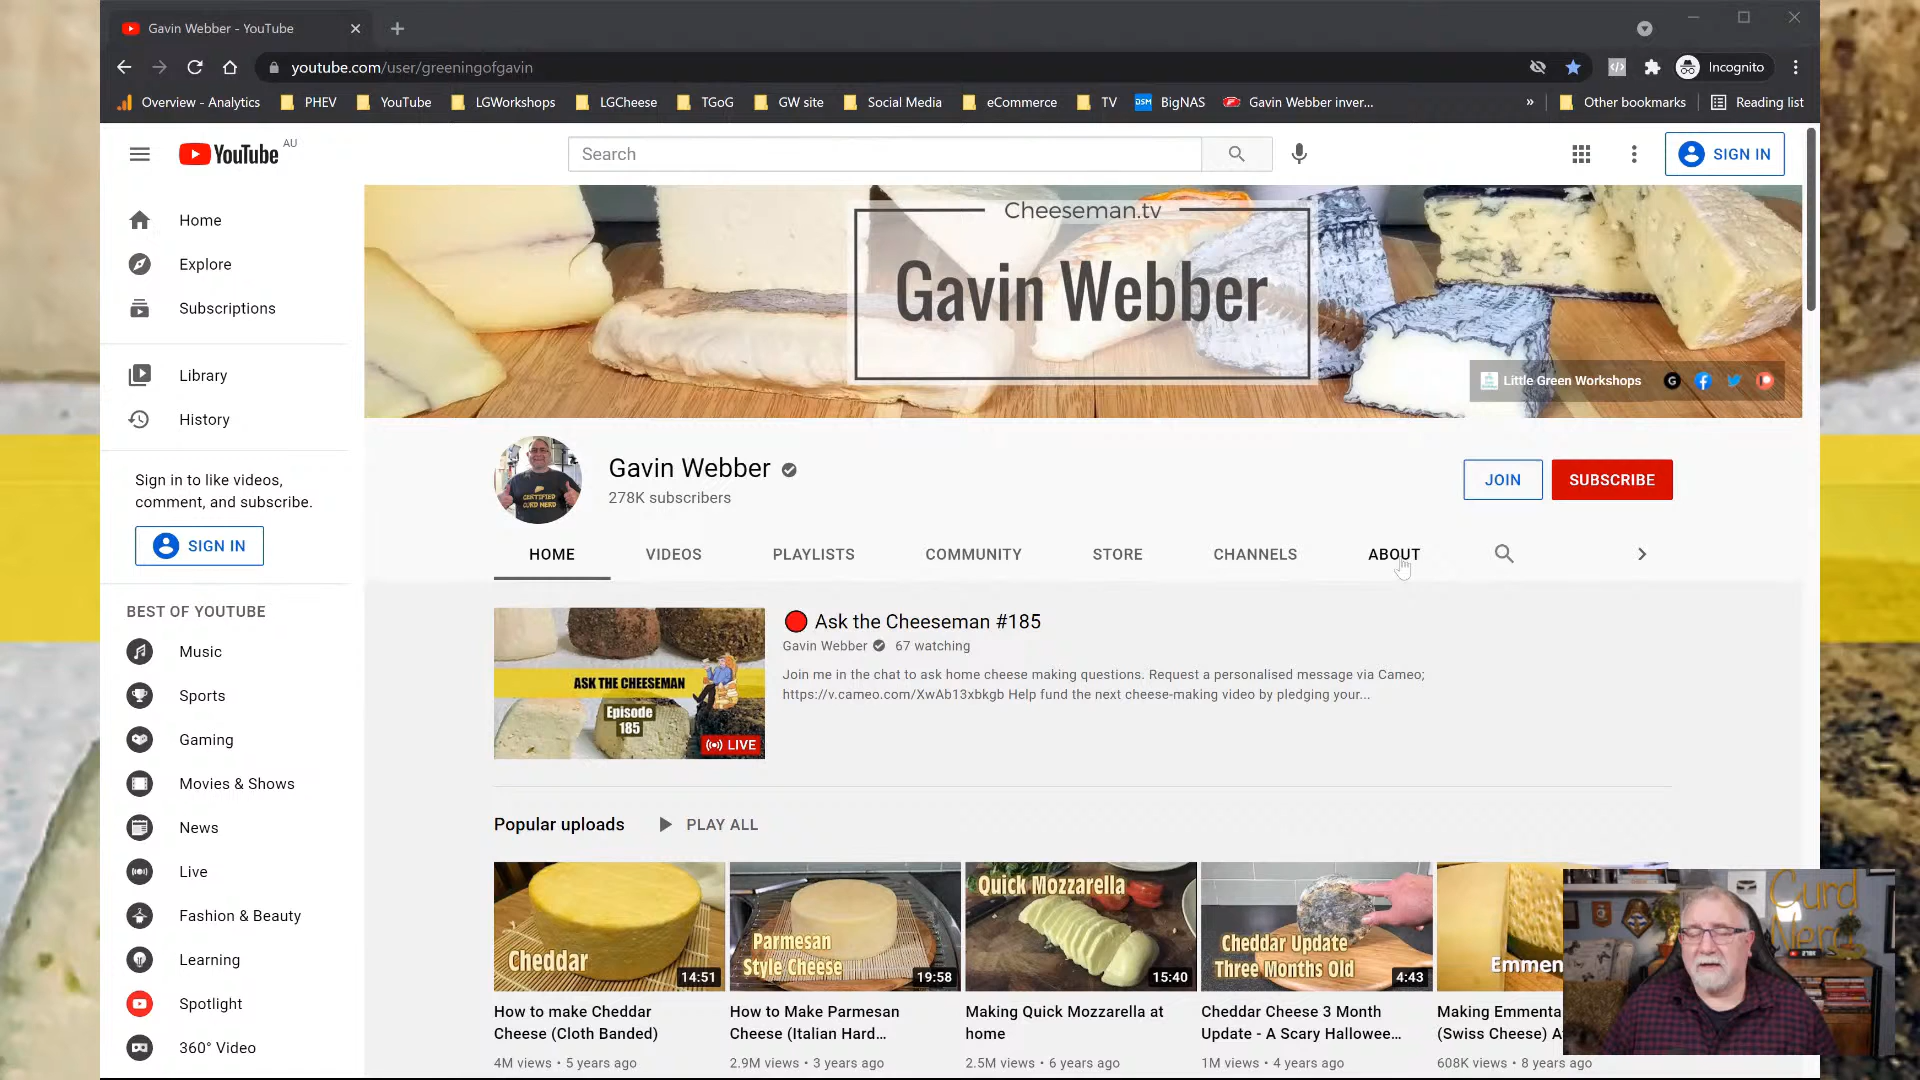 Gavin Webber - YouTube
youtube.com/user/greeningofgavin
Incognito
Overview - Analytics
PHEV
YouTube
LGWorkshops
LGCheese
TGoG
GW site
Social Media
eCommerce
TV
BigNAS
Gavin Webber inver...
»
Other bookmarks
Reading list
YouTube
AU
Search
SIGN IN
Home
Explore
Subscriptions
Library
History
Sign in to like videos,
comment, and subscribe.
SIGN IN
BEST OF YOUTUBE
Music
Sports
Gaming
Movies & Shows
News
Live
Fashion & Beauty
Learning
Spotlight
360° Video
Cheeseman.tv
Gavin Webber
Little Green Workshops
Gavin Webber
278K subscribers
JOIN
SUBSCRIBE
HOME
VIDEOS
PLAYLISTS
COMMUNITY
STORE
CHANNELS
ABOUT
ASK THE CHEESEMAN
Episode
185
LIVE
Ask the Cheeseman #185
Gavin Webber
67 watching
Join me in the chat to ask home cheese making questions. Request a personalised message via Cameo;
https://v.cameo.com/XwAb13xbkgb Help fund the next cheese-making video by pledging your...
Popular uploads
PLAY ALL
Cheddar
14:51
How to make Cheddar
Cheese (Cloth Banded)
4M views • 5 years ago
Parmesan
Style Cheese
19:58
How to Make Parmesan
Cheese (Italian Hard...
2.9M views • 3 years ago
Quick Mozzarella
15:40
Making Quick Mozzarella at
home
2.5M views • 6 years ago
Cheddar Update
Three Months Old
4:43
Cheddar Cheese 3 Month
Update - A Scary Hallowee...
1M views • 4 years ago
Emmen
Making Emmenta
(Swiss Cheese) A
608K views • 8 years ago
Curd
Nerd